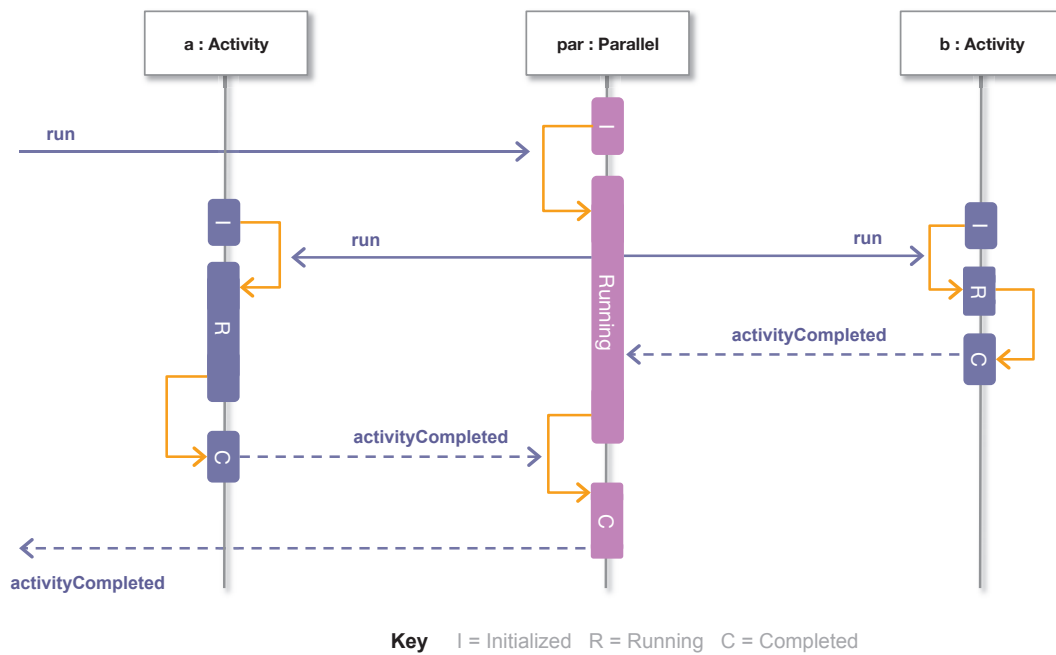 a : Activity
par : Parallel
b : Activity
I
run
I
I
run
run
Running
R
R
activityCompleted
C
activityCompleted
C
C
activityCompleted
Key I = Initialized R = Running C = Completed